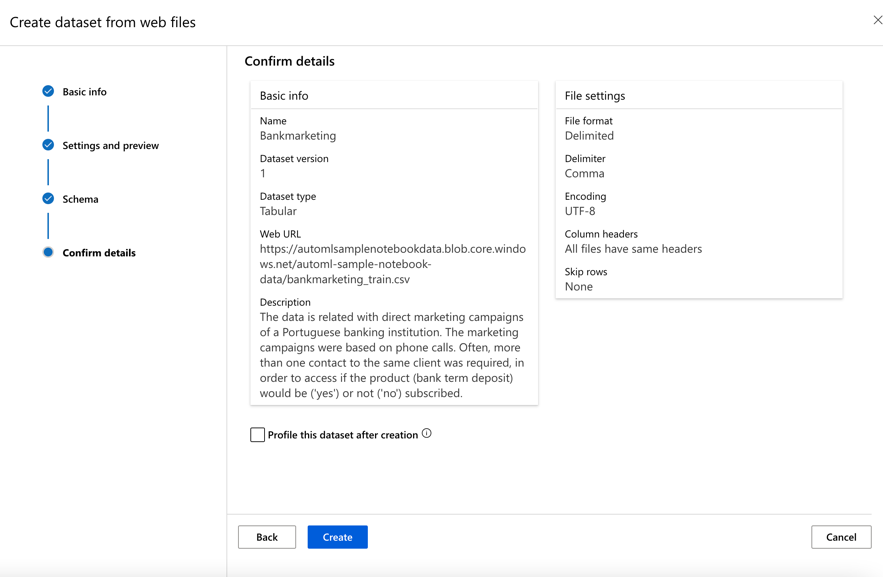 Create dataset from web files
Basic info
Settings and preview
Schema
Confirm details
Confirm details
Basic info
Name
Bankmarketing
Dataset version
1
Dataset type
Tabular
Web URL
https://automlsamplenotebookdata.blob.core.windo
ws.net/automl-sample-notebook-
data/bankmarketing_train.csv
Description
The data is related with direct marketing campaigns
of a Portuguese banking institution. The marketing
campaigns were based on phone calls. Often, more
than one contact to the same client was required, in
order to access if the product (bank term deposit)
would be ('yes') or not ('no') subscribed.
File settings
File format
Delimited
Delimiter
Comma
Encoding
UTF-8
Column headers
All files have same headers
Skip rows
None
Profile this dataset after creation
Back
Create
Cancel